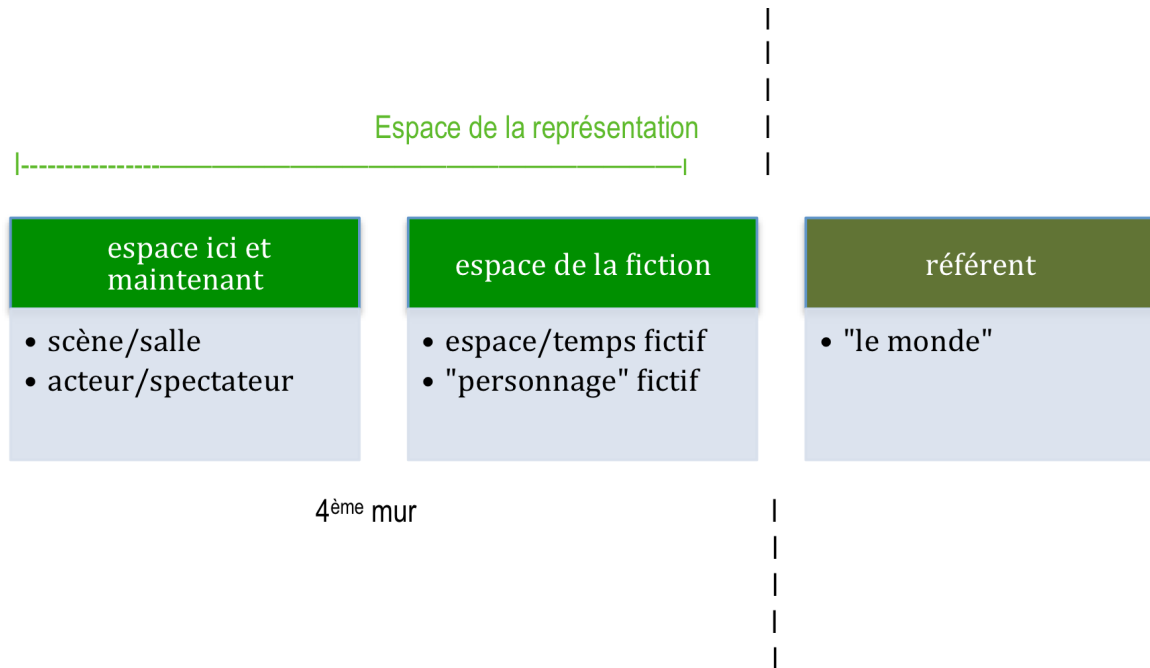 Espace de la représentation
espace ici et
maintenant
• scène/salle
• acteur/spectateur
espace de la fiction
• espace/temps fictif
• "personnage" fictif
référent
• "le monde"
4ème mur